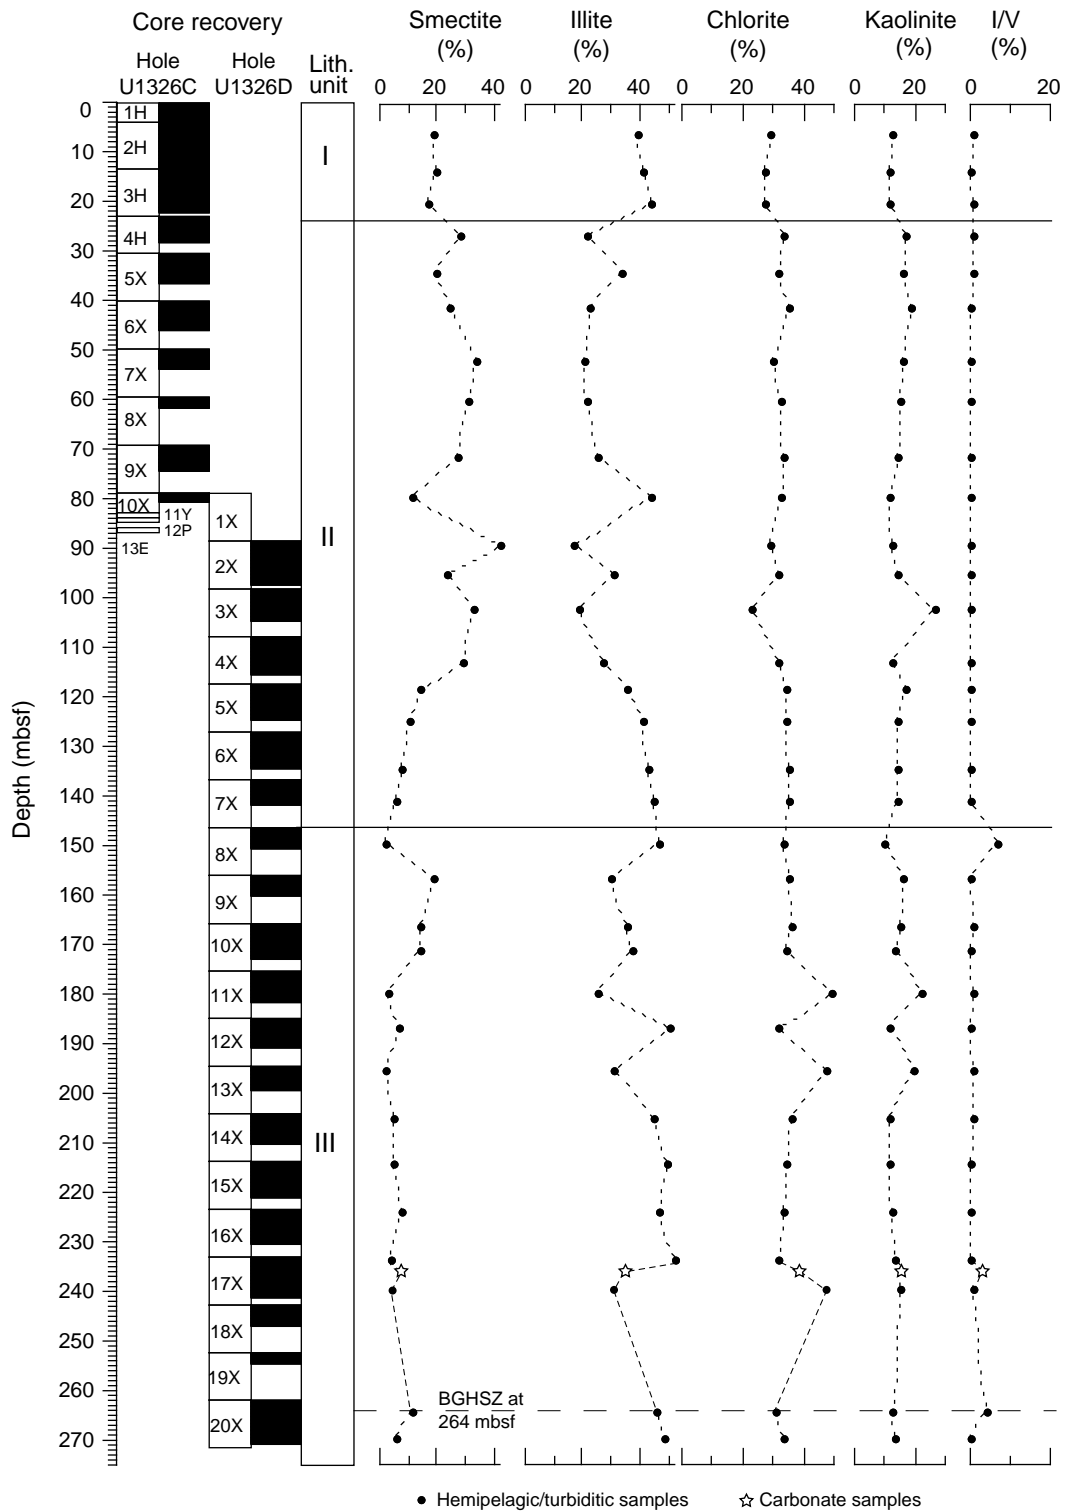 Core recovery
Smectite
(%)
Illite
(%)
Chlorite
(%)
Kaolinite
(%)
I/V
(%)
Hole
U1326C
Hole
U1326D
Lith.
unit
0 20 40
0 20 40
0 20 40
0 20
0 20
Depth (mbsf)
0
10
20
30
40
50
60
70
80
90
100
110
120
130
140
150
160
170
180
190
200
210
220
230
240
250
260
270
1H
2H
3H
4H
5X
6X
7X
8X
9X
10X
11Y
12P
13E
1X
2X
3X
4X
5X
6X
7X
8X
9X
10X
11X
12X
13X
14X
15X
16X
17X
18X
19X
20X
I
II
III
BGHSZ at
264 mbsf
Hemipelagic/turbiditic samples
Carbonate samples